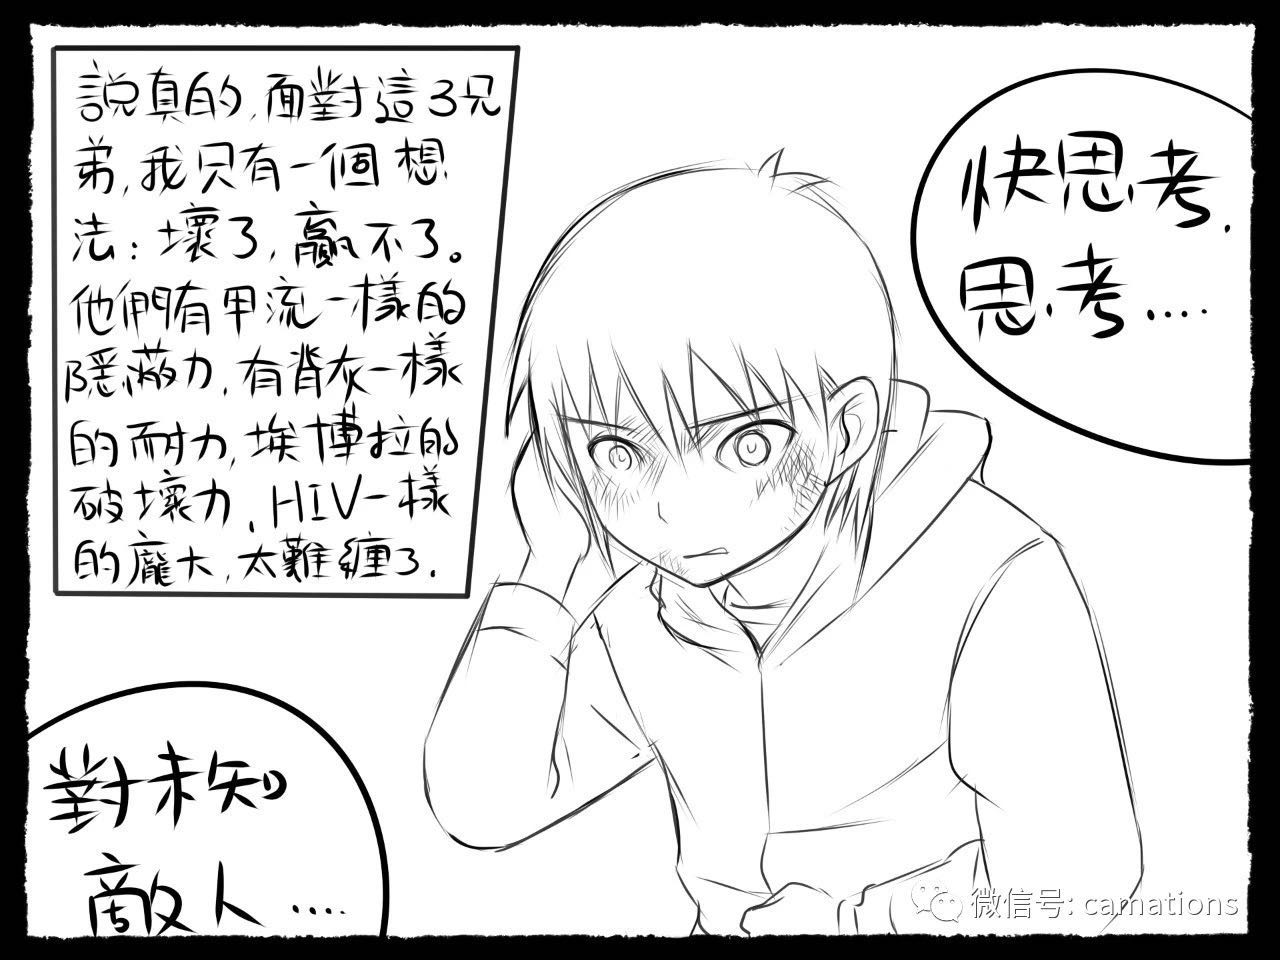 說真的,面對這3兄
弟,我只有一個想
法:壞了,贏不了。
他們有甲流一樣的
隱蔽力,有背灰一樣
的耐力,埃博拉的
破壞力,HIV一樣
的龐大,太難纏了.
快思考,
思考....
對未知
敵人....
微信号: camations